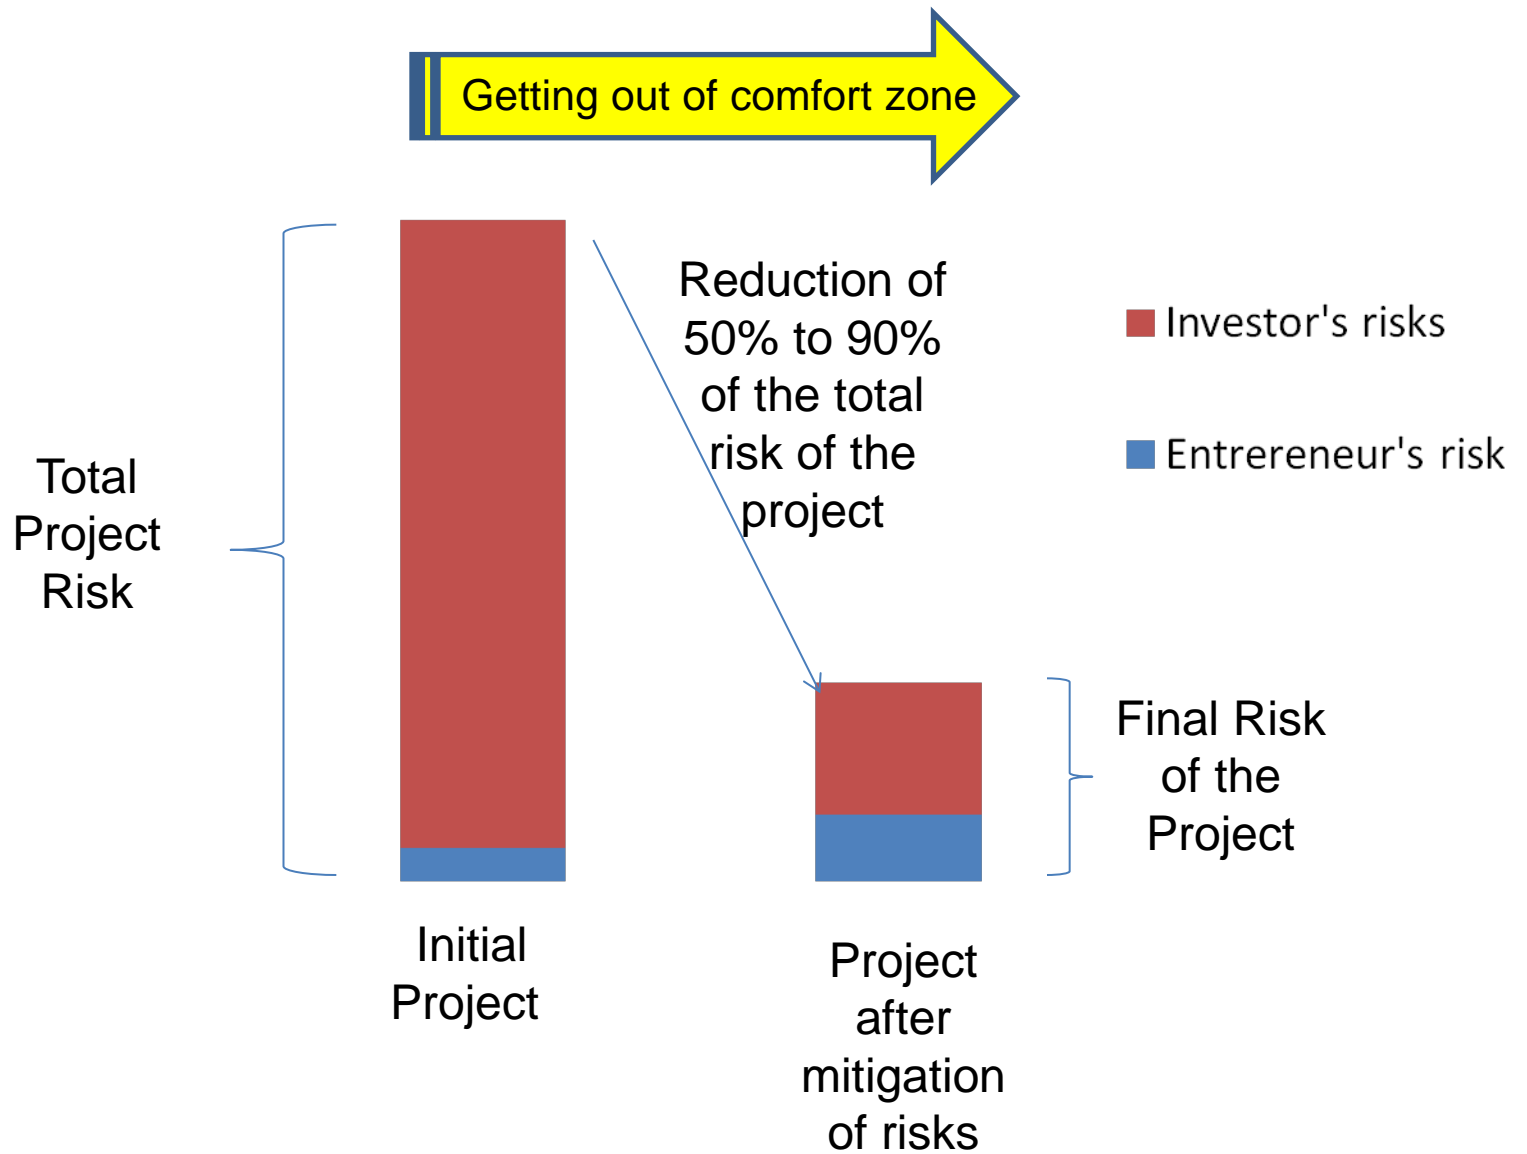 Getting out of comfort zone
Reduction of
50% to 90%
of the total
risk of the
project
Investor's risks
Entrereneur's risk
Total
Project
Risk
Final Risk
of the
Project
Initial
Project
Project
after
mitigation
of risks